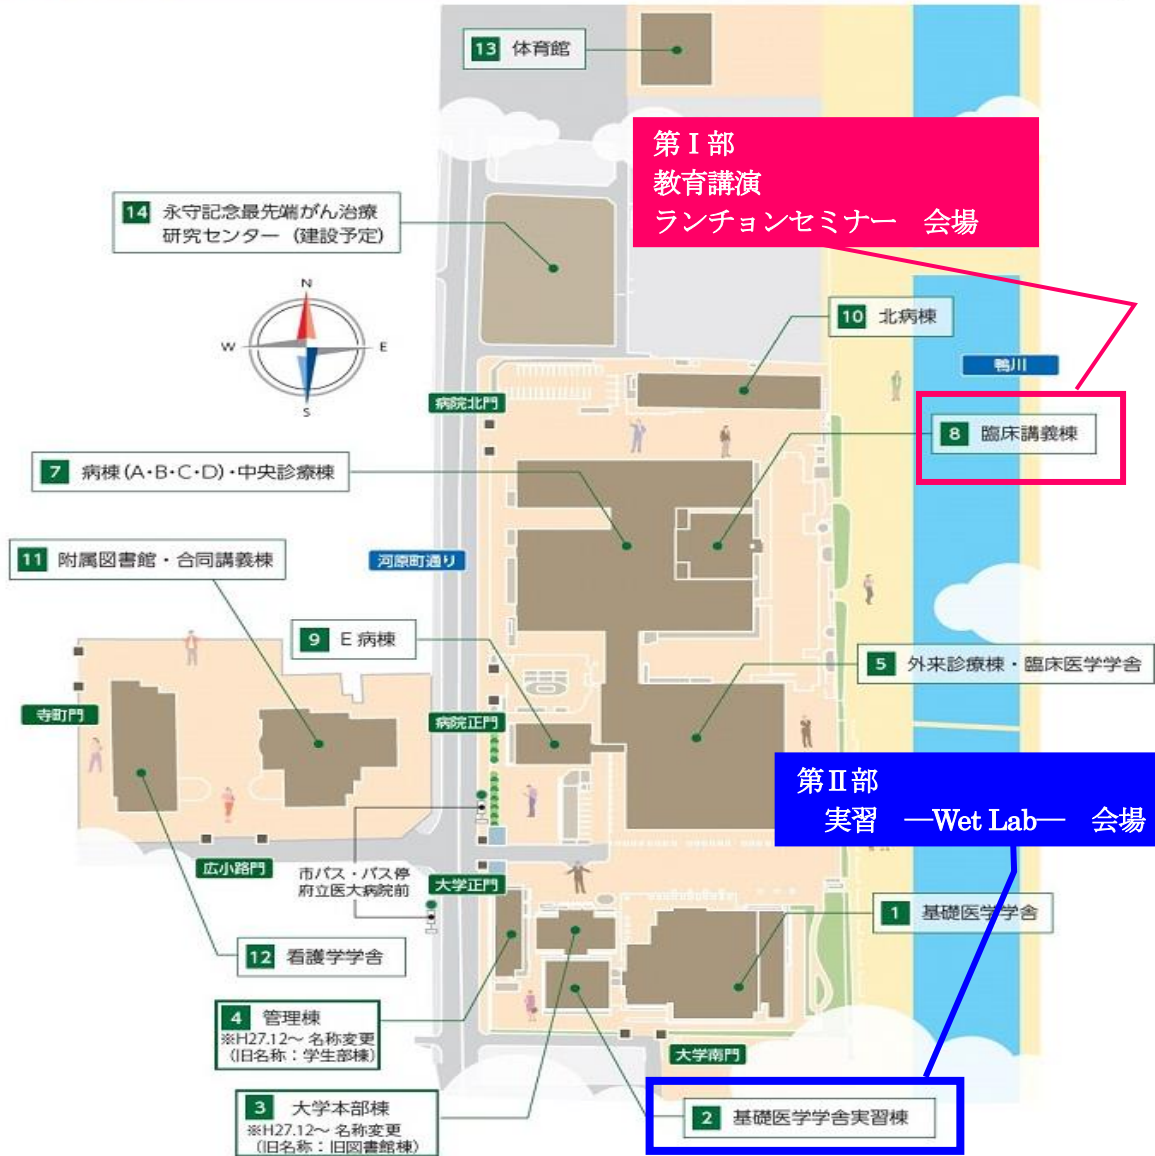 13 体育館
第Ⅰ部
教育講演
ランチョンセミナー 会場
14 永守記念最先端がん治療
研究センター (建設予定)
N
W
E
S
10 北病棟
鴨川
病院北門
8 臨床講義棟
7 病棟(A・B・C・D)・中央診療棟
11 附属図書館・合同講義棟
河原町通り
9 E 病棟
5 外来診療棟・臨床医学学舎
寺町門
病院正門
第Ⅱ部
実習 ―Wet Lab― 会場
広小路門
市バス・バス停
府立医大病院前
大学正門
1 基礎医学学舎
12 看護学学舎
4 管理棟
※H27.12～ 名称変更
(旧名称：学生部棟)
大学南門
3 大学本部棟
※H27.12～ 名称変更
(旧名称：旧図書館棟)
2 基礎医学学舎実習棟